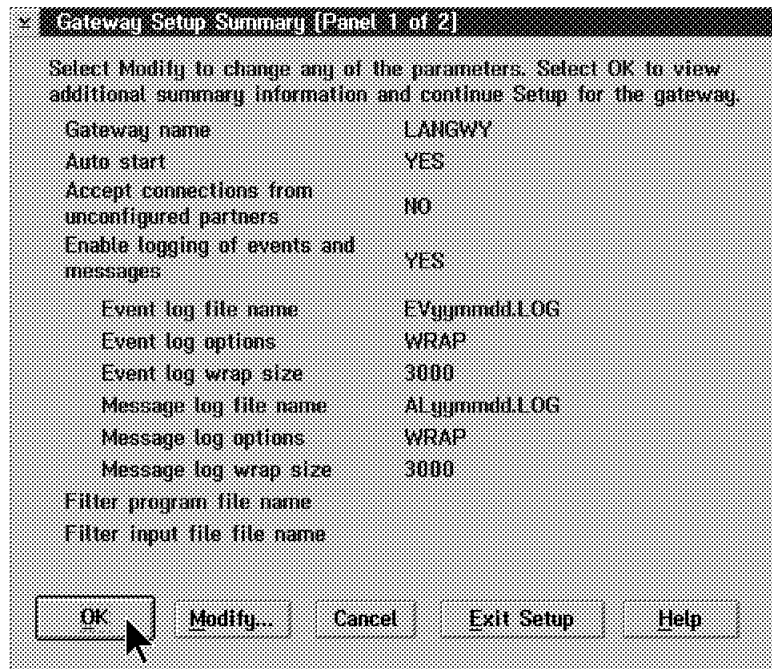 Gateway Setup Summary (Panel 1 of 2)
Select Modify to change any of the parameters. Select OK to view
additional summary information and continue Setup for the gateway.
Gateway name LANGWY
Auto start YES
Accept connections from
unconfigured partners NO
Enable logging of events and
messages YES
Event log file name EVyymmdd.LOG
Event log options WRAP
Event log wrap size 3000
Message log file name ALyymmdd.LOG
Message log options WRAP
Message log wrap size 3000
Filter program file name
Filter input file file name
OK Modify... Cancel Exit Setup Help